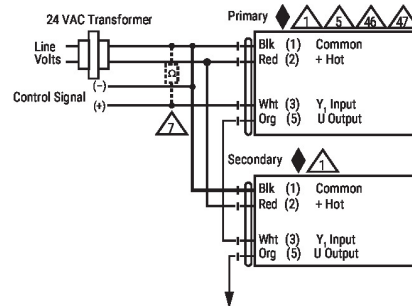 24 VAC Transformer
Primary 1 5 46 47
Line
Volts
Blk (1) Common
Red (2) + Hot
Ω
(−)
Control Signal
(+)
Wht (3) Y, Input
Org (5) U Output
7
Secondary 1
Blk (1) Common
Red (2) + Hot
Wht (3) Y, Input
Org (5) U Output